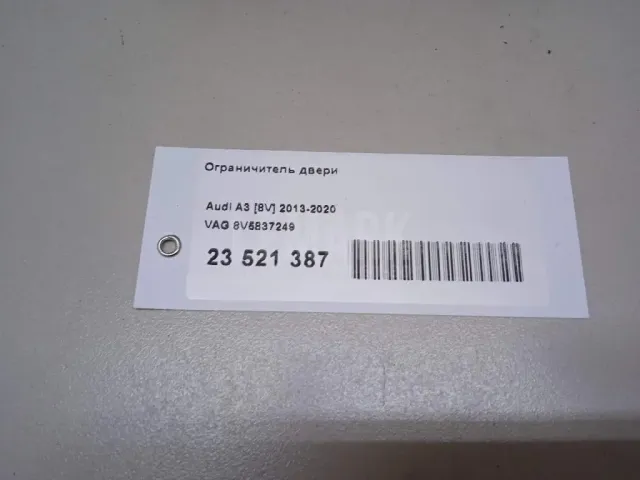 Ограничитель двери
Audi A3 [8V] 2013-2020
VAG 8V5837249
23 521 387